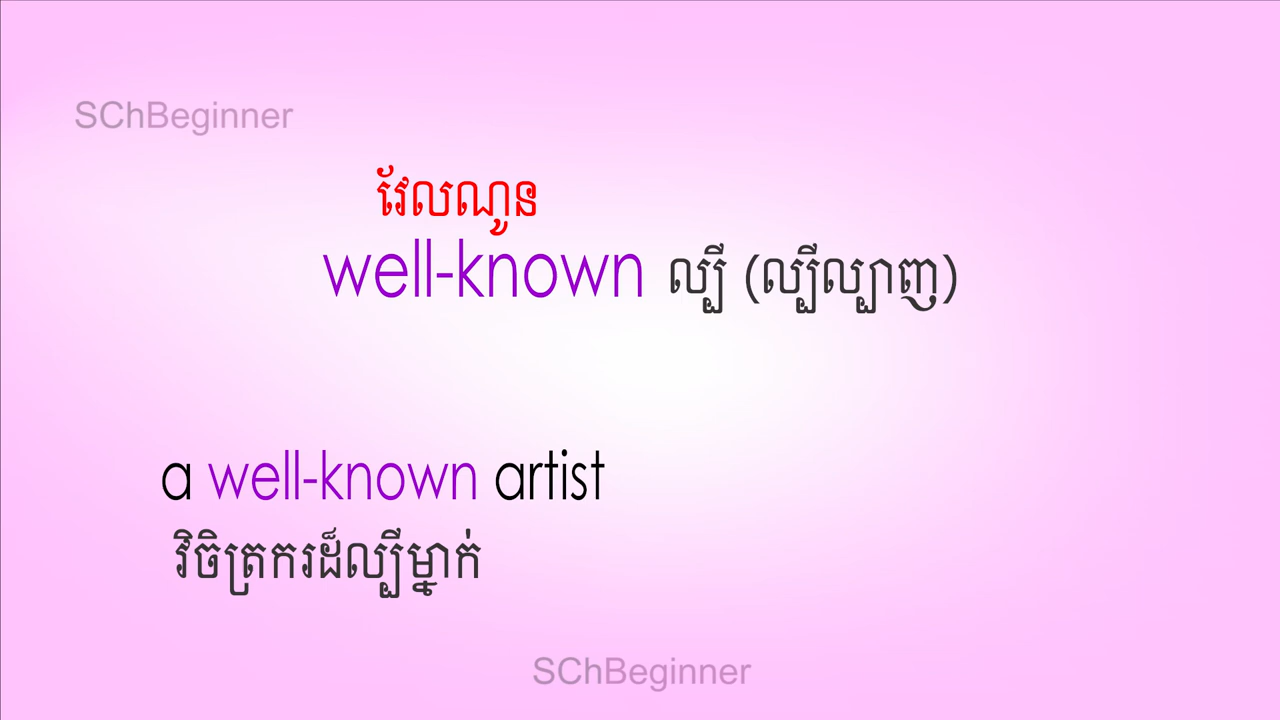 SChBeginner
វែលណូន
well-known ល្បី (ល្បីល្បាញ)
a well-known artist
វិចិត្រករដ៏ល្បីម្នាក់
SChBeginner